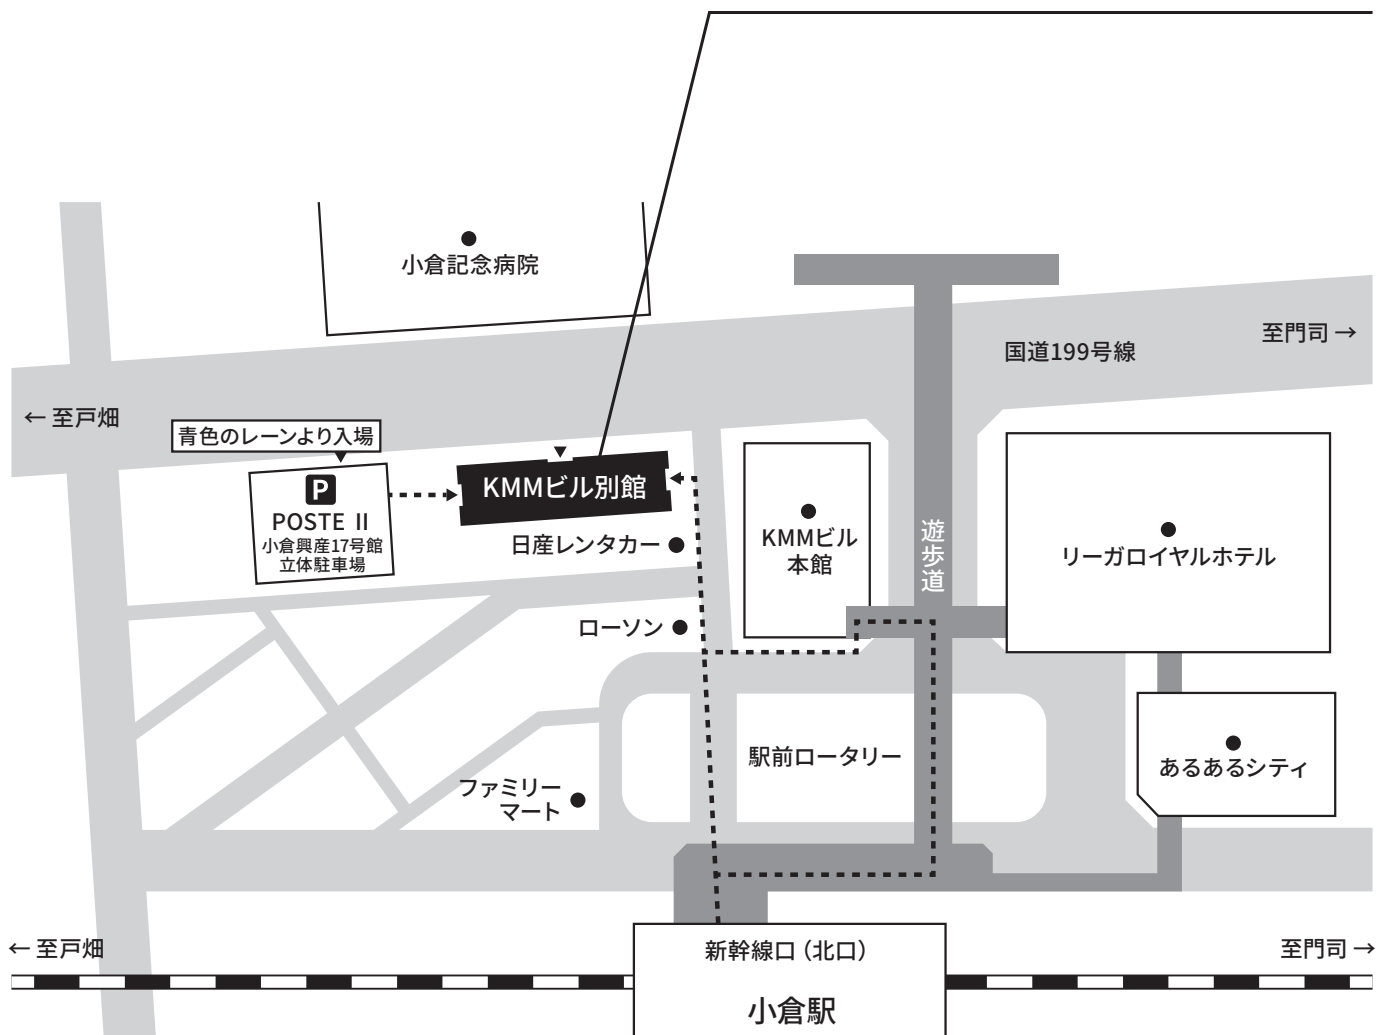 小倉記念病院
国道199号線
至門司 →
← 至戸畑
青色のレーンより入場
P
POSTE II
小倉興産17号館
立体駐車場
KMMビル別館
日産レンタカー
KMMビル
本館
遊歩道
リーガロイヤルホテル
ローソン
駅前ロータリー
あるあるシティ
ファミリー
マート
← 至戸畑
新幹線口（北口）
至門司 →
小倉駅